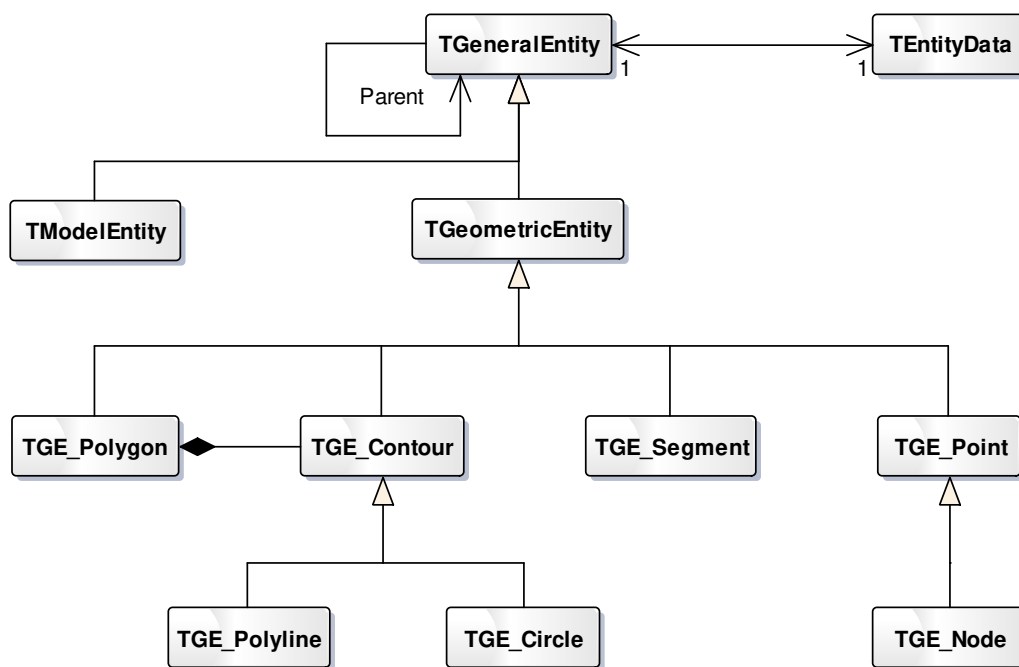 TGeneralEntity
TEntityData
1
1
Parent
TModelEntity
TGeometricEntity
TGE_Polygon
TGE_Contour
TGE_Segment
TGE_Point
TGE_Polyline
TGE_Circle
TGE_Node